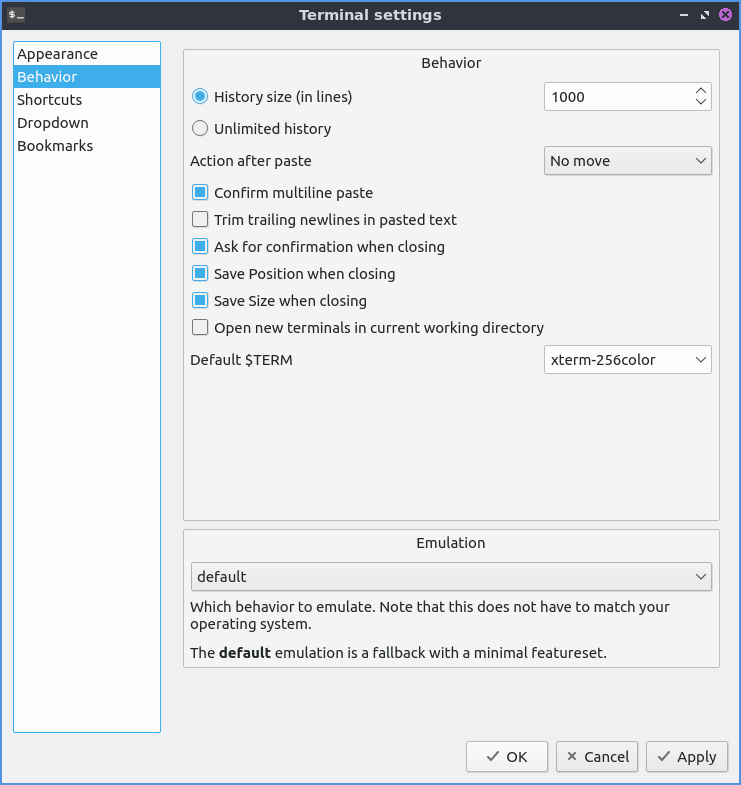 $_
Terminal settings
Appearance
Behavior
Shortcuts
Dropdown
Bookmarks
Behavior
History size (in lines)
1000
Unlimited history
Action after paste
No move
Confirm multiline paste
Trim trailing newlines in pasted text
Ask for confirmation when closing
Save Position when closing
Save Size when closing
Open new terminals in current working directory
Default $TERM
xterm-256color
Emulation
default
Which behavior to emulate. Note that this does not have to match your
operating system.
The default emulation is a fallback with a minimal featureset.
OK
Cancel
Apply